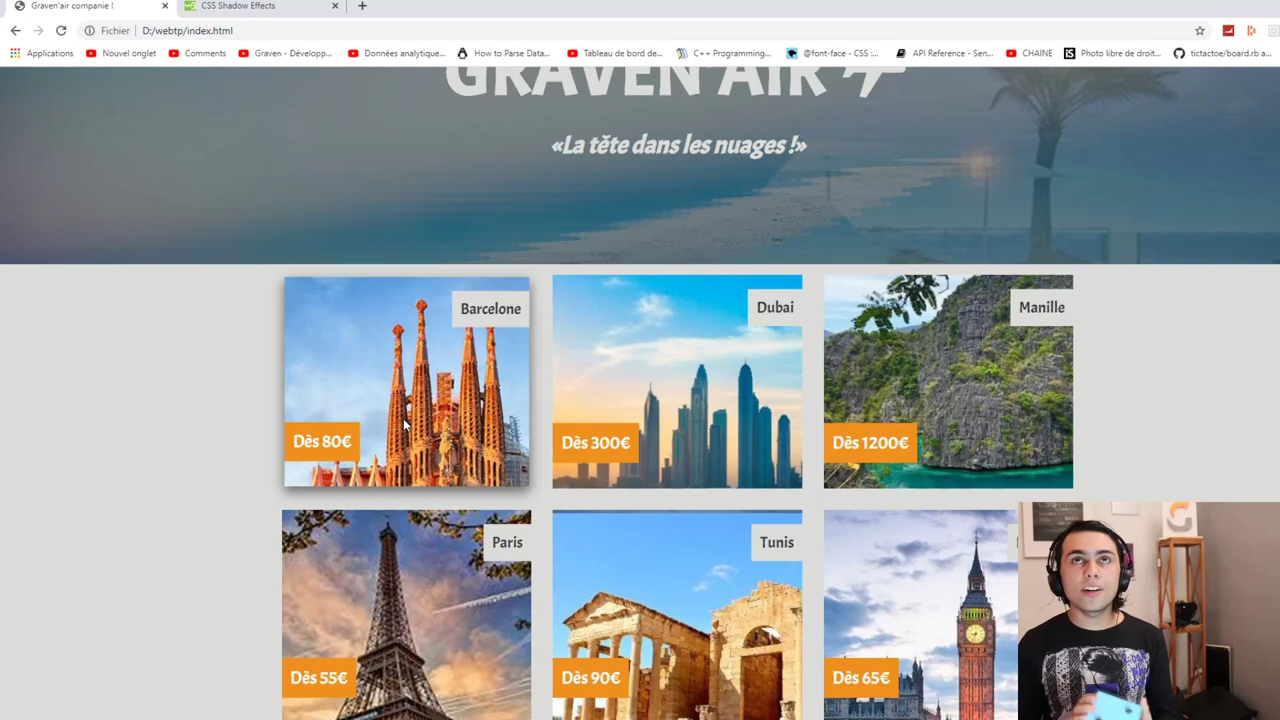 Graven'air companie !
CSS Shadow Effects
Fichier
D:/webtp/index.html
Applications
Nouvel onglet
Comments
Graven - Développ...
Données analytique...
How to Parse Data...
Tableau de bord de...
C++ Programming...
@font-face - CSS :...
API Reference - Sen...
CHAINE
Photo libre de droit...
tictactoe/board.rb a...
GRAVEN'AIR
«La tête dans les nuages !»
Barcelone
Dubai
Manille
Dès 80€
Dès 300€
Dès 1200€
Paris
Tunis
Dès 55€
Dès 90€
Dès 65€